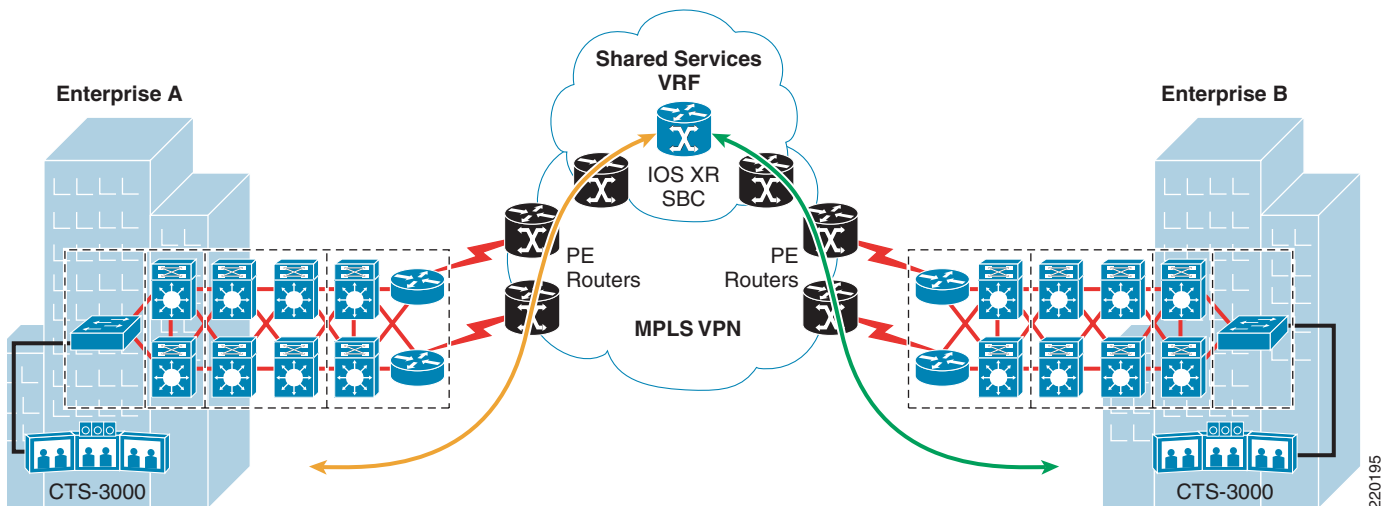 Shared Services
VRF
Enterprise A
Enterprise B
IOS XR
SBC
PE
Routers
PE
Routers
MPLS VPN
CTS-3000
CTS-3000
220195